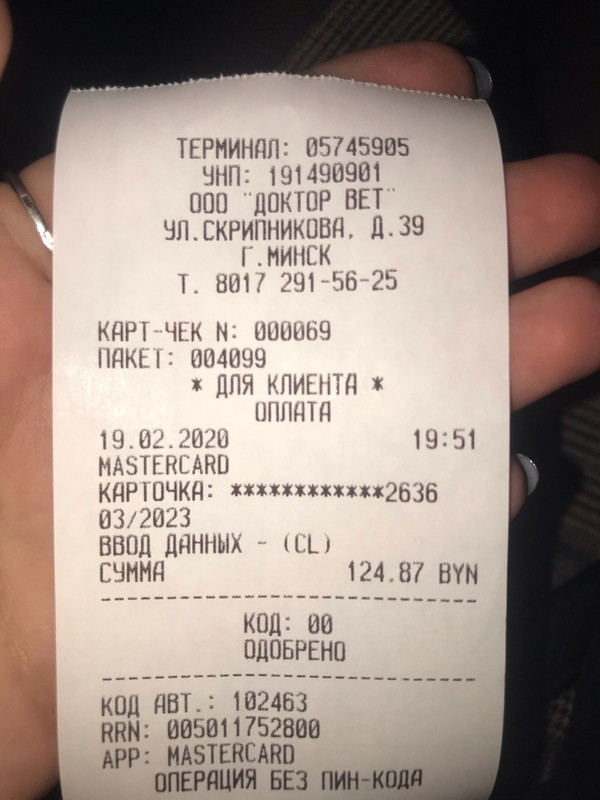 ТЕРМИНАЛ: 05745905
УНП: 191490901
ООО "ДОКТОР ВЕТ"
УЛ.СКРИПНИКОВА, Д.39
Г.МИНСК
Т. 8017 291-56-25
КАРТ-ЧЕК N: 000069
ПАКЕТ: 004099
* ДЛЯ КЛИЕНТА *
ОПЛАТА
19.02.2020 19:51
MASTERCARD
КАРТОЧКА: ************2636
03/2023
ВВОД ДАННЫХ - (CL)
СУММА 124.87 BYN
------------------------------
КОД: 00
ОДОБРЕНО
------------------------------
КОД АВТ.: 102463
RRN: 005011752800
APP: MASTERCARD
ОПЕРАЦИЯ БЕЗ ПИН-КОДА